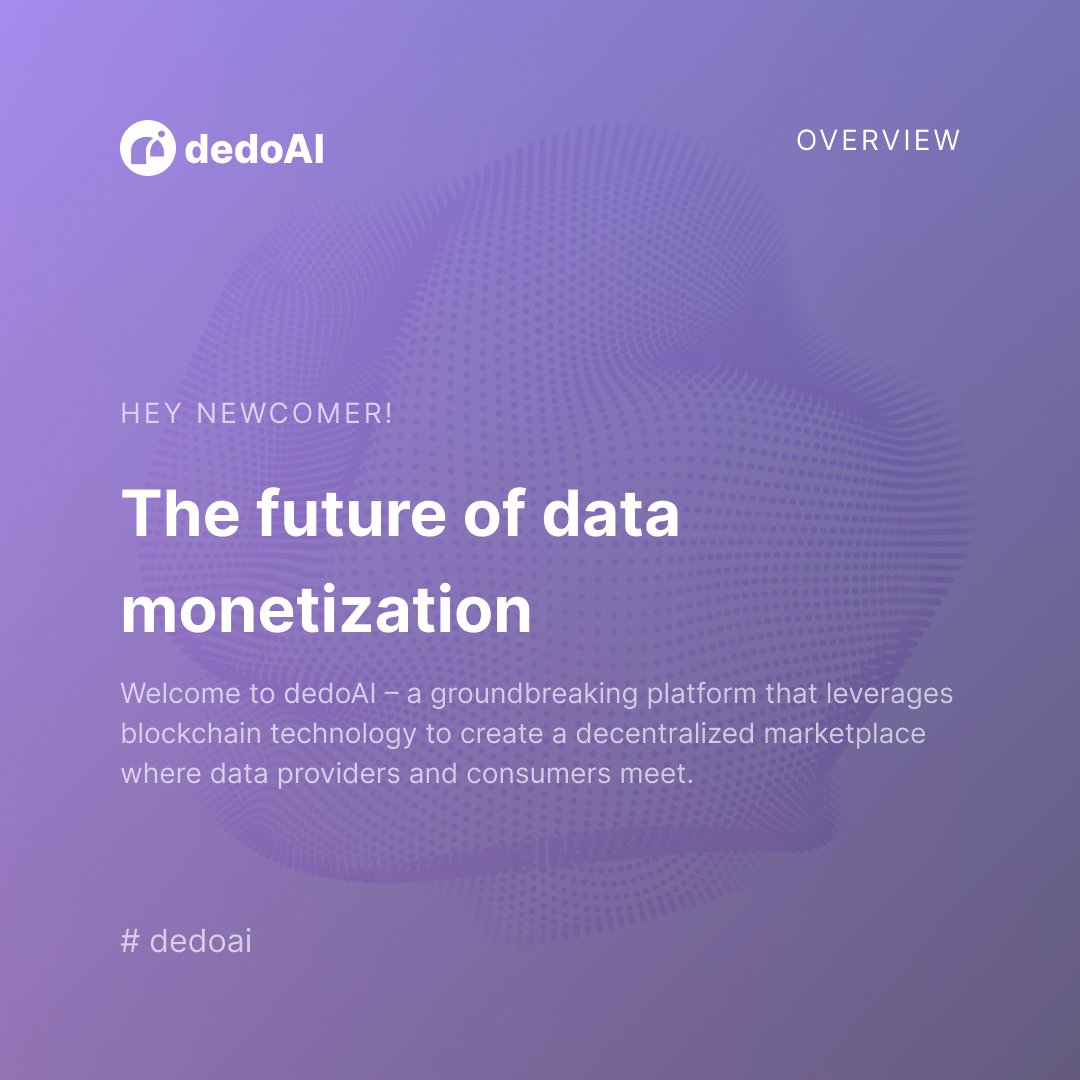 dedoAI
OVERVIEW
HEY NEWCOMER!
The future of data
monetization
Welcome to dedoAI – a groundbreaking platform that leverages
blockchain technology to create a decentralized marketplace
where data providers and consumers meet.
# dedoai